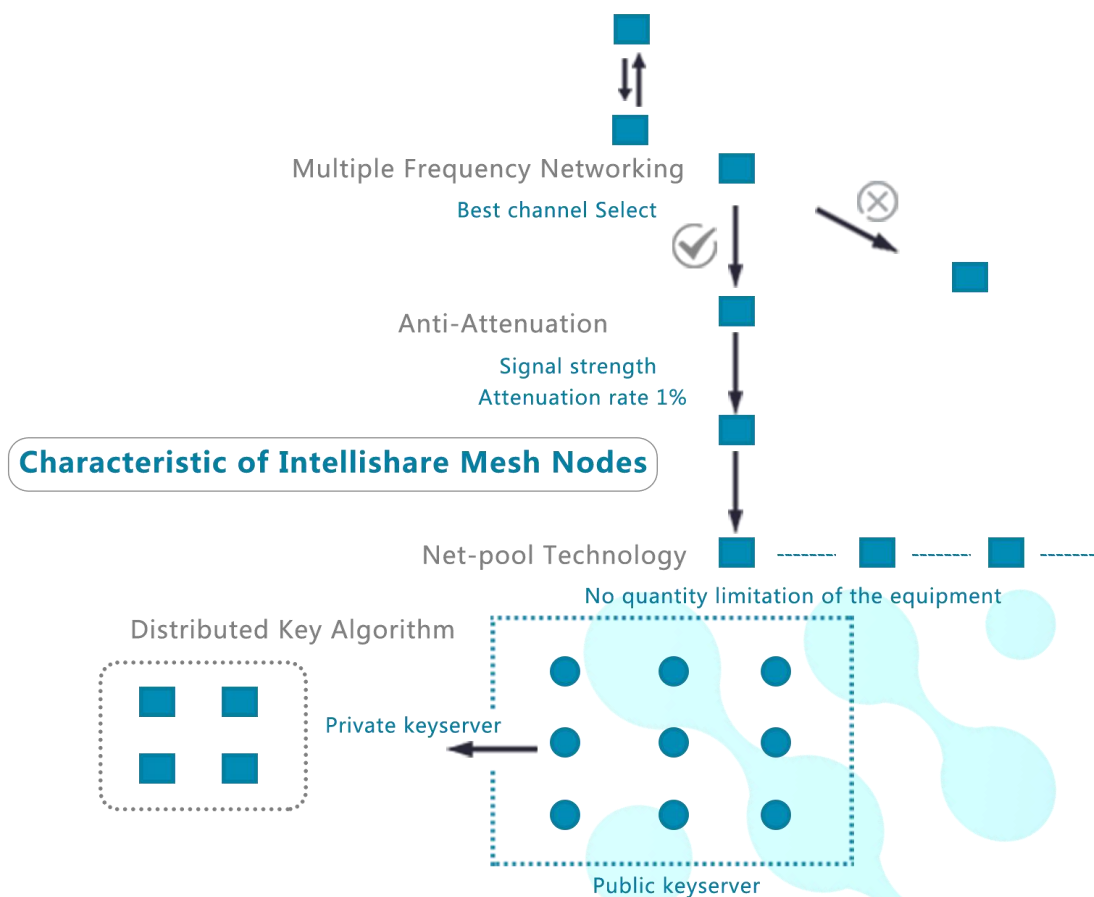 Multiple Frequency Networking
Best channel Select
Anti-Attenuation
Signal strength
Attenuation rate 1%
Characteristic of Intellishare Mesh Nodes
Net-pool Technology
No quantity limitation of the equipment
Distributed Key Algorithm
Private keyserver
Public keyserver